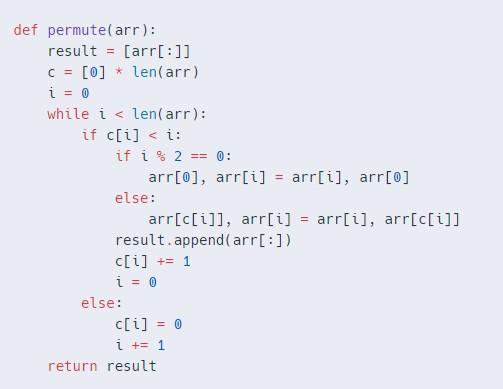 def permute(arr):
    result = [arr[:]]
    c = [0] * len(arr)
    i = 0
    while i < len(arr):
        if c[i] < i:
            if i % 2 == 0:
                arr[0], arr[i] = arr[i], arr[0]
            else:
                arr[c[i]], arr[i] = arr[i], arr[c[i]]
            result.append(arr[:])
            c[i] += 1
            i = 0
        else:
            c[i] = 0
            i += 1
    return result